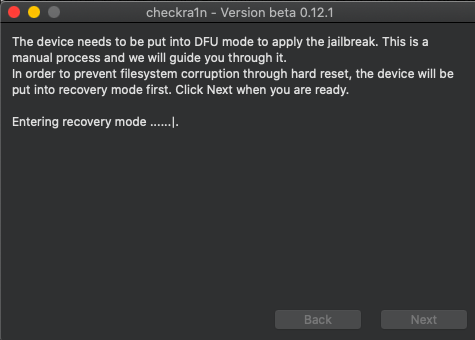 checkra1n - Version beta 0.12.1
The device needs to be put into DFU mode to apply the jailbreak. This is a
manual process and we will guide you through it.
In order to prevent filesystem corruption through hard reset, the device will be
put into recovery mode first. Click Next when you are ready.
Entering recovery mode ......|.
Back Next